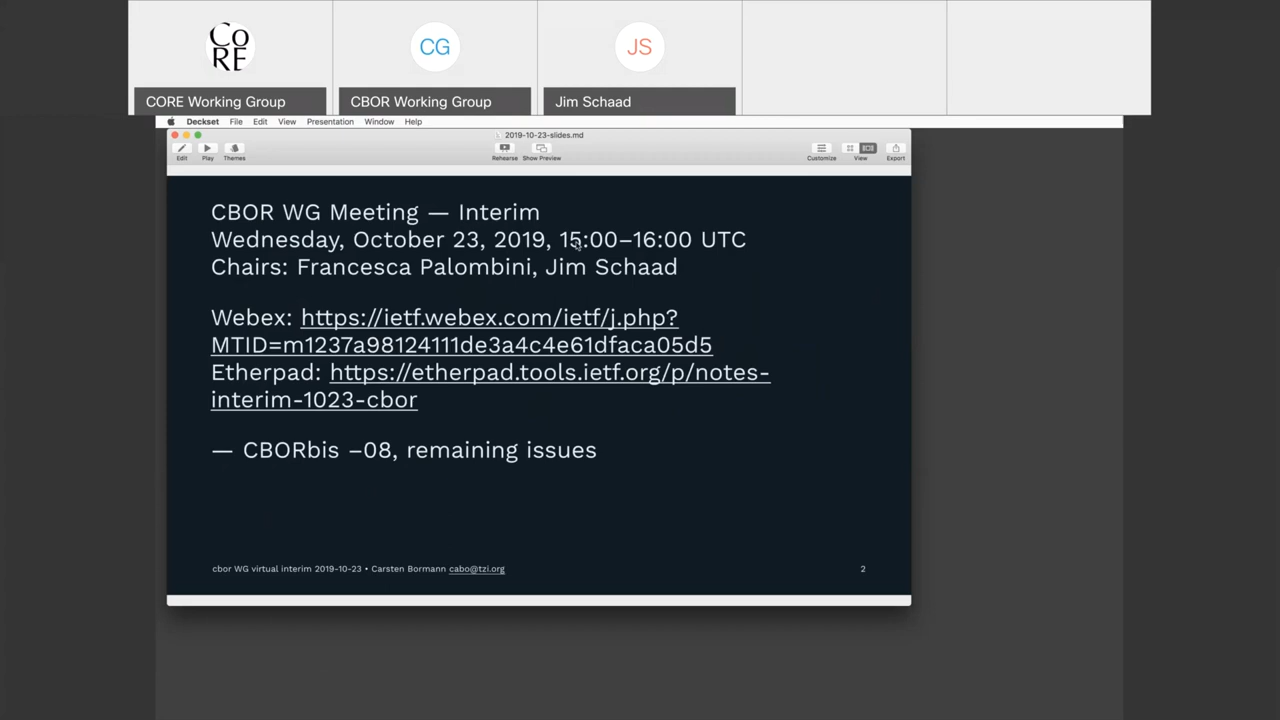 CORE
CG
JS
CORE Working Group
CBOR Working Group
Jim Schaad
Deckset File Edit View Presentation Window Help
2019-10-23-slides.md
Edit Play Themes Rehearse Show Preview Customize View Export
CBOR WG Meeting — Interim
Wednesday, October 23, 2019, 15:00–16:00 UTC
Chairs: Francesca Palombini, Jim Schaad
Webex: https://ietf.webex.com/ietf/j.php?
MTID=m1237a98124111de3a4c4e61dfaca05d5
Etherpad: https://etherpad.tools.ietf.org/p/notes-
interim-1023-cbor
— CBORbis –08, remaining issues
cbor WG virtual interim 2019-10-23 • Carsten Bormann cabo@tzi.org 2